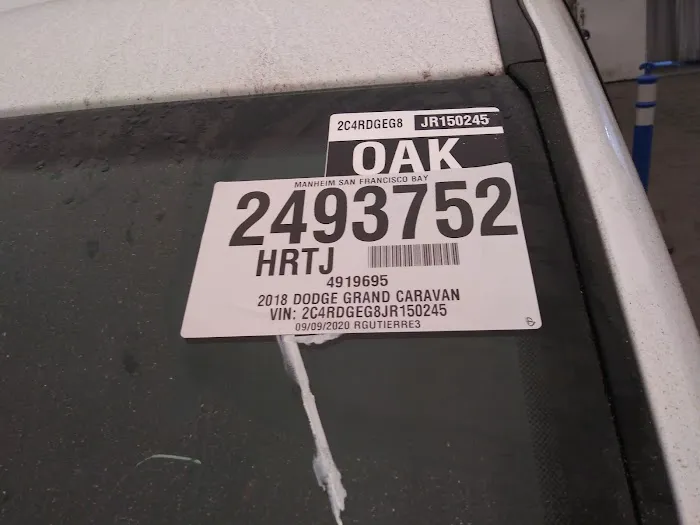 2C4RDGEG8 JR150245
OAK
MANHEIM SAN FRANCISCO BAY
2493752
HRTJ
4919695
2018 DODGE GRAND CARAVAN
VIN: 2C4RDGEG8JR150245
09/09/2020 RGUTIERRE3